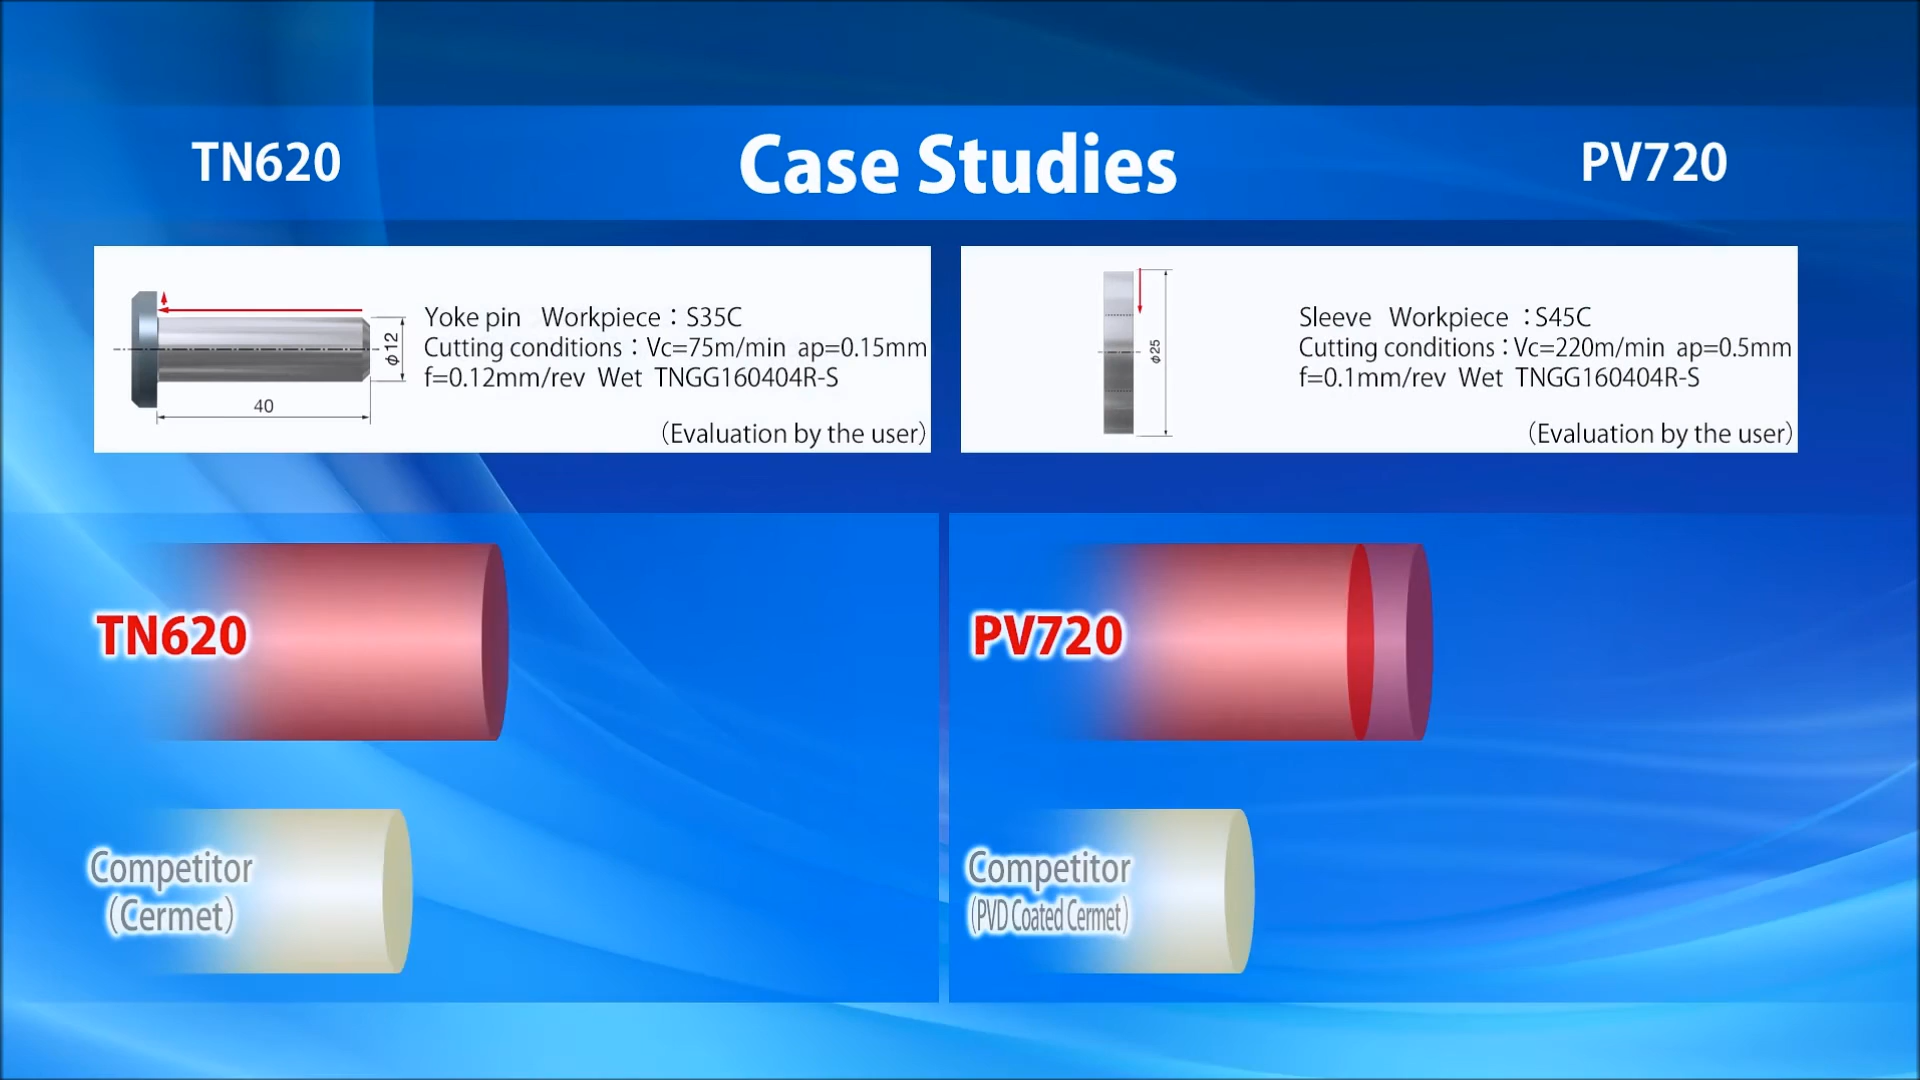 TN620
Case Studies
PV720
Yoke pin Workpiece：S35C
Cutting conditions：Vc=75m/min ap=0.15mm
f=0.12mm/rev Wet TNGG160404R-S
（Evaluation by the user）
φ12
40
Sleeve Workpiece ：S45C
Cutting conditions：Vc=220m/min ap=0.5mm
f=0.1mm/rev Wet TNGG160404R-S
（Evaluation by the user）
φ25
TN620
Competitor
（Cermet）
PV720
Competitor
（PVD Coated Cermet）